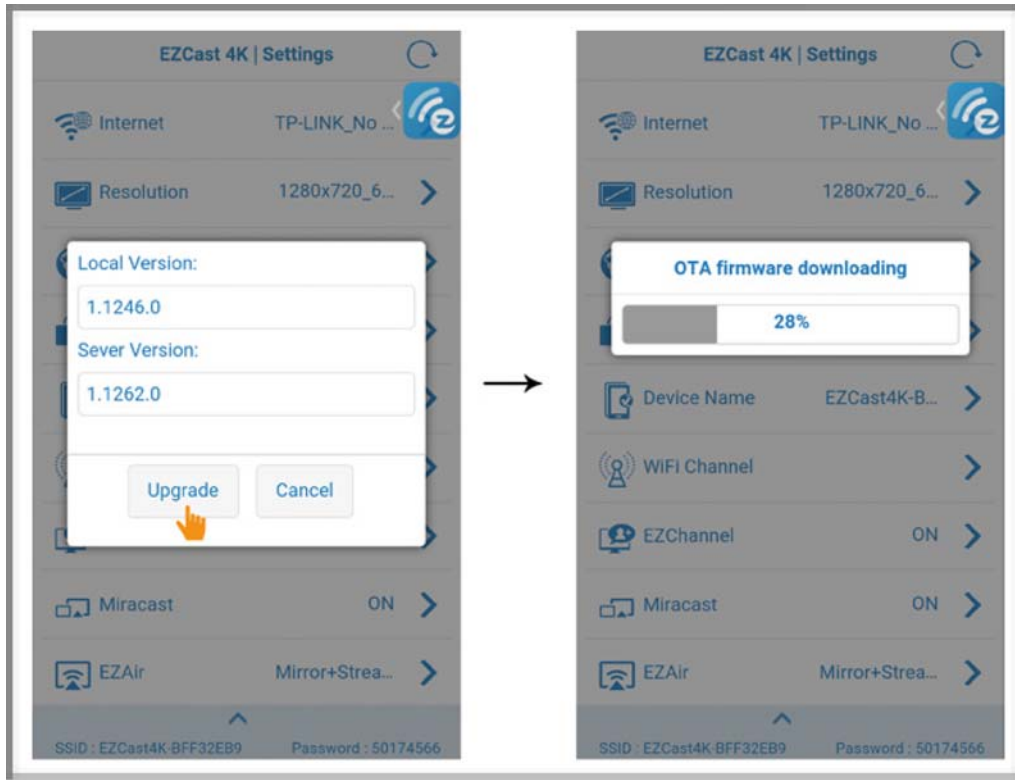 EZCast 4K | Settings
Internet TP-LINK_No ...
Resolution 1280x720_6...
Local Version:
1.1246.0
Sever Version:
1.1262.0
Upgrade Cancel
Miracast ON
EZAir Mirror+Strea...
SSID : EZCast4K-BFF32EB9 Password : 50174566
EZCast 4K | Settings
Internet TP-LINK_No ...
Resolution 1280x720_6...
OTA firmware downloading
28%
Device Name EZCast4K-B...
WiFi Channel
EZChannel ON
Miracast ON
EZAir Mirror+Strea...
SSID : EZCast4K-BFF32EB9 Password : 50174566